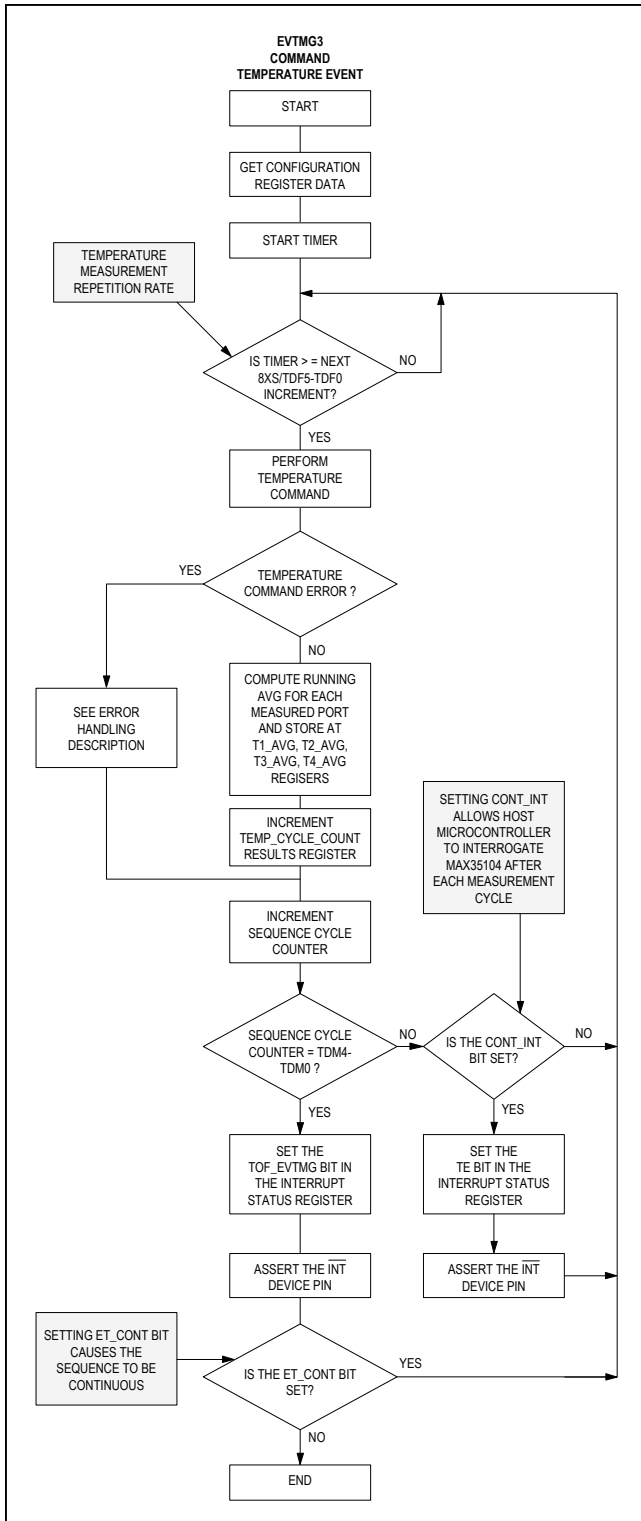 EVTMG3
COMMAND
TEMPERATURE EVENT
START
GET CONFIGURATION
REGISTER DATA
START TIMER
TEMPERATURE
MEASUREMENT
REPETITION RATE
IS TIMER > = NEXT
8XS/TDF5-TDF0
INCREMENT?
NO
YES
PERFORM
TEMPERATURE
COMMAND
YES
TEMPERATURE
COMMAND ERROR ?
NO
SEE ERROR
HANDLING
DESCRIPTION
COMPUTE RUNNING
AVG FOR EACH
MEASURED PORT
AND STORE AT
T1_AVG, T2_AVG,
T3_AVG, T4_AVG
REGISERS
INCREMENT
TEMP_CYCLE_COUNT
RESULTS REGISTER
SETTING CONT_INT
ALLOWS HOST
MICROCONTROLLER
TO INTERROGATE
MAX35104 AFTER
EACH MEASUREMENT
CYCLE
INCREMENT
SEQUENCE CYCLE
COUNTER
SEQUENCE CYCLE
COUNTER = TDM4-
TDM0 ?
NO
IS THE CONT_INT
BIT SET?
NO
YES
YES
SET THE
TOF_EVTMG BIT IN
THE INTERRUPT
STATUS REGISTER
SET THE
TE BIT IN THE
INTERRUPT STATUS
REGISTER
ASSERT THE INT
DEVICE PIN
ASSERT THE INT
DEVICE PIN
SETTING ET_CONT BIT
CAUSES THE
SEQUENCE TO BE
CONTINUOUS
IS THE ET_CONT BIT
SET?
YES
NO
END